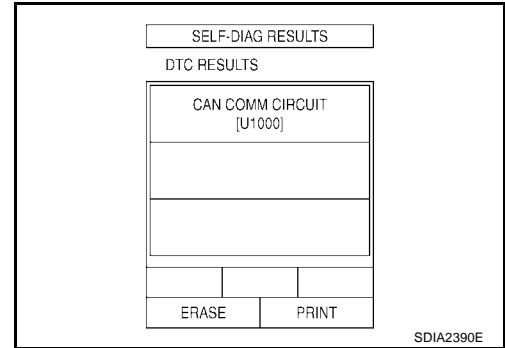 SELF-DIAG RESULTS
DTC RESULTS
CAN COMM CIRCUIT
[U1000]
ERASE
PRINT
SDIA2390E